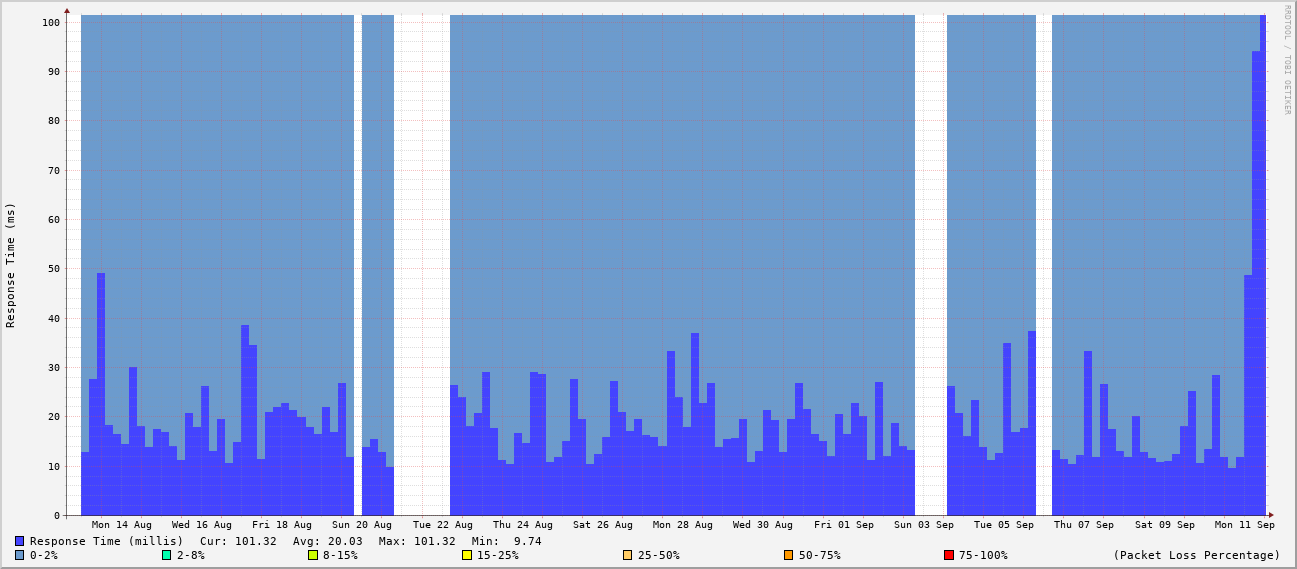 RRDTOOL / TOBI OETIKER
Response Time (ms)
100
90
80
70
60
50
40
30
20
10
0
Mon 14 Aug Wed 16 Aug Fri 18 Aug Sun 20 Aug Tue 22 Aug Thu 24 Aug Sat 26 Aug Mon 28 Aug Wed 30 Aug Fri 01 Sep Sun 03 Sep Tue 05 Sep Thu 07 Sep Sat 09 Sep Mon 11 Sep
Response Time (millis) Cur: 101.32 Avg: 20.03 Max: 101.32 Min: 9.74
0-2% 2-8% 8-15% 15-25% 25-50% 50-75% 75-100% (Packet Loss Percentage)